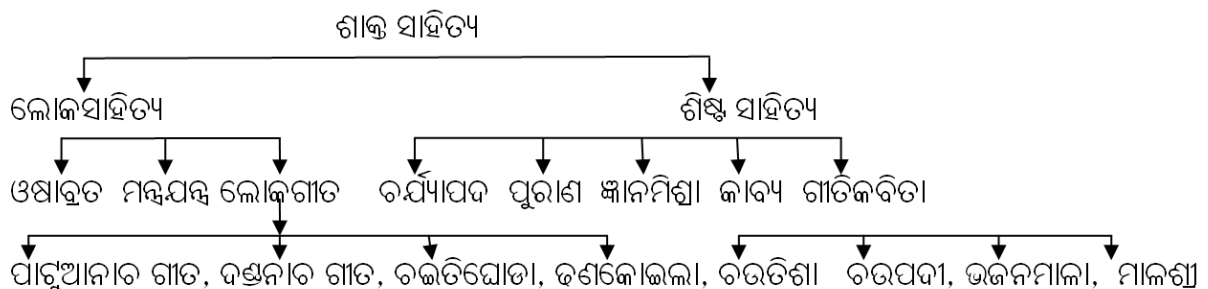 ଶାକ୍ତ ସାହିତ୍ୟ
ଲୋକସାହିତ୍ୟ ଶିଷ୍ଟ ସାହିତ୍ୟ
ଓଷାବ୍ରତ ମନ୍ତ୍ରଯନ୍ତ୍ର ଲୋକଗୀତ ଚର୍ଯ୍ୟାପଦ ପୁରାଣ ଜ୍ଞାନମିଶ୍ରା କାବ୍ୟ ଗୀତିକବିତା
ପାଟୁଆନାଚ ଗୀତ, ଦଣ୍ଡନାଚ ଗୀତ, ଚଇତିଘୋଡା, ଢଣକୋଇଲା, ଚଉତିଶା ଚଉପଦୀ, ଭଜନମାଳା, ମାଳଶ୍ରୀ